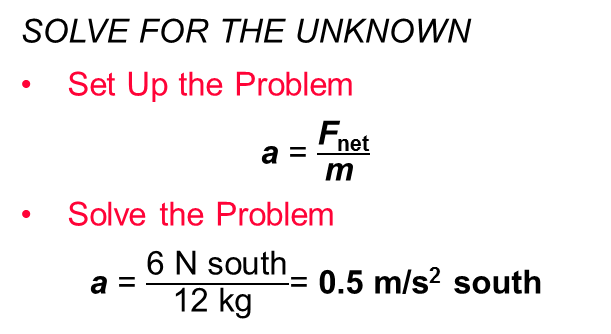 SOLVE FOR THE UNKNOWN
• Set Up the Problem
a = Fnet/m
• Solve the Problem
a = 6 N south/12 kg = 0.5 m/s² south